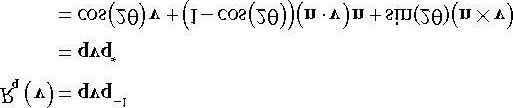 R_q(v) = qvq^{-1}
= qvq^*
= cos(2θ)v + (1 − cos(2θ))(n · v)n + sin(2θ)(n × v)